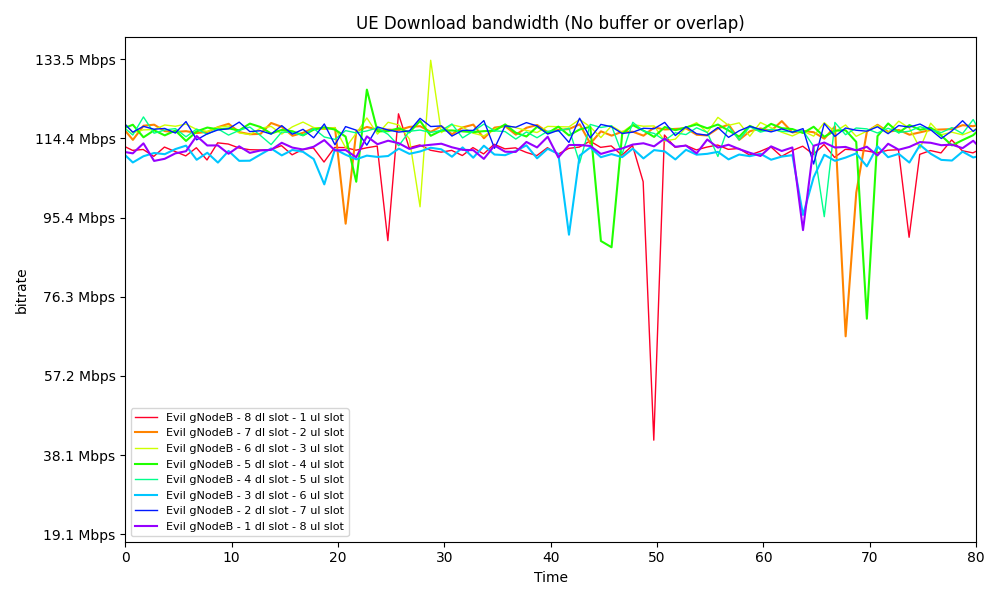 UE Download bandwidth (No buffer or overlap)
133.5 Mbps
114.4 Mbps
95.4 Mbps
76.3 Mbps
57.2 Mbps
38.1 Mbps
19.1 Mbps
bitrate
Evil gNodeB - 8 dl slot - 1 ul slot
Evil gNodeB - 7 dl slot - 2 ul slot
Evil gNodeB - 6 dl slot - 3 ul slot
Evil gNodeB - 5 dl slot - 4 ul slot
Evil gNodeB - 4 dl slot - 5 ul slot
Evil gNodeB - 3 dl slot - 6 ul slot
Evil gNodeB - 2 dl slot - 7 ul slot
Evil gNodeB - 1 dl slot - 8 ul slot
0 10 20 30 40 50 60 70 80
Time